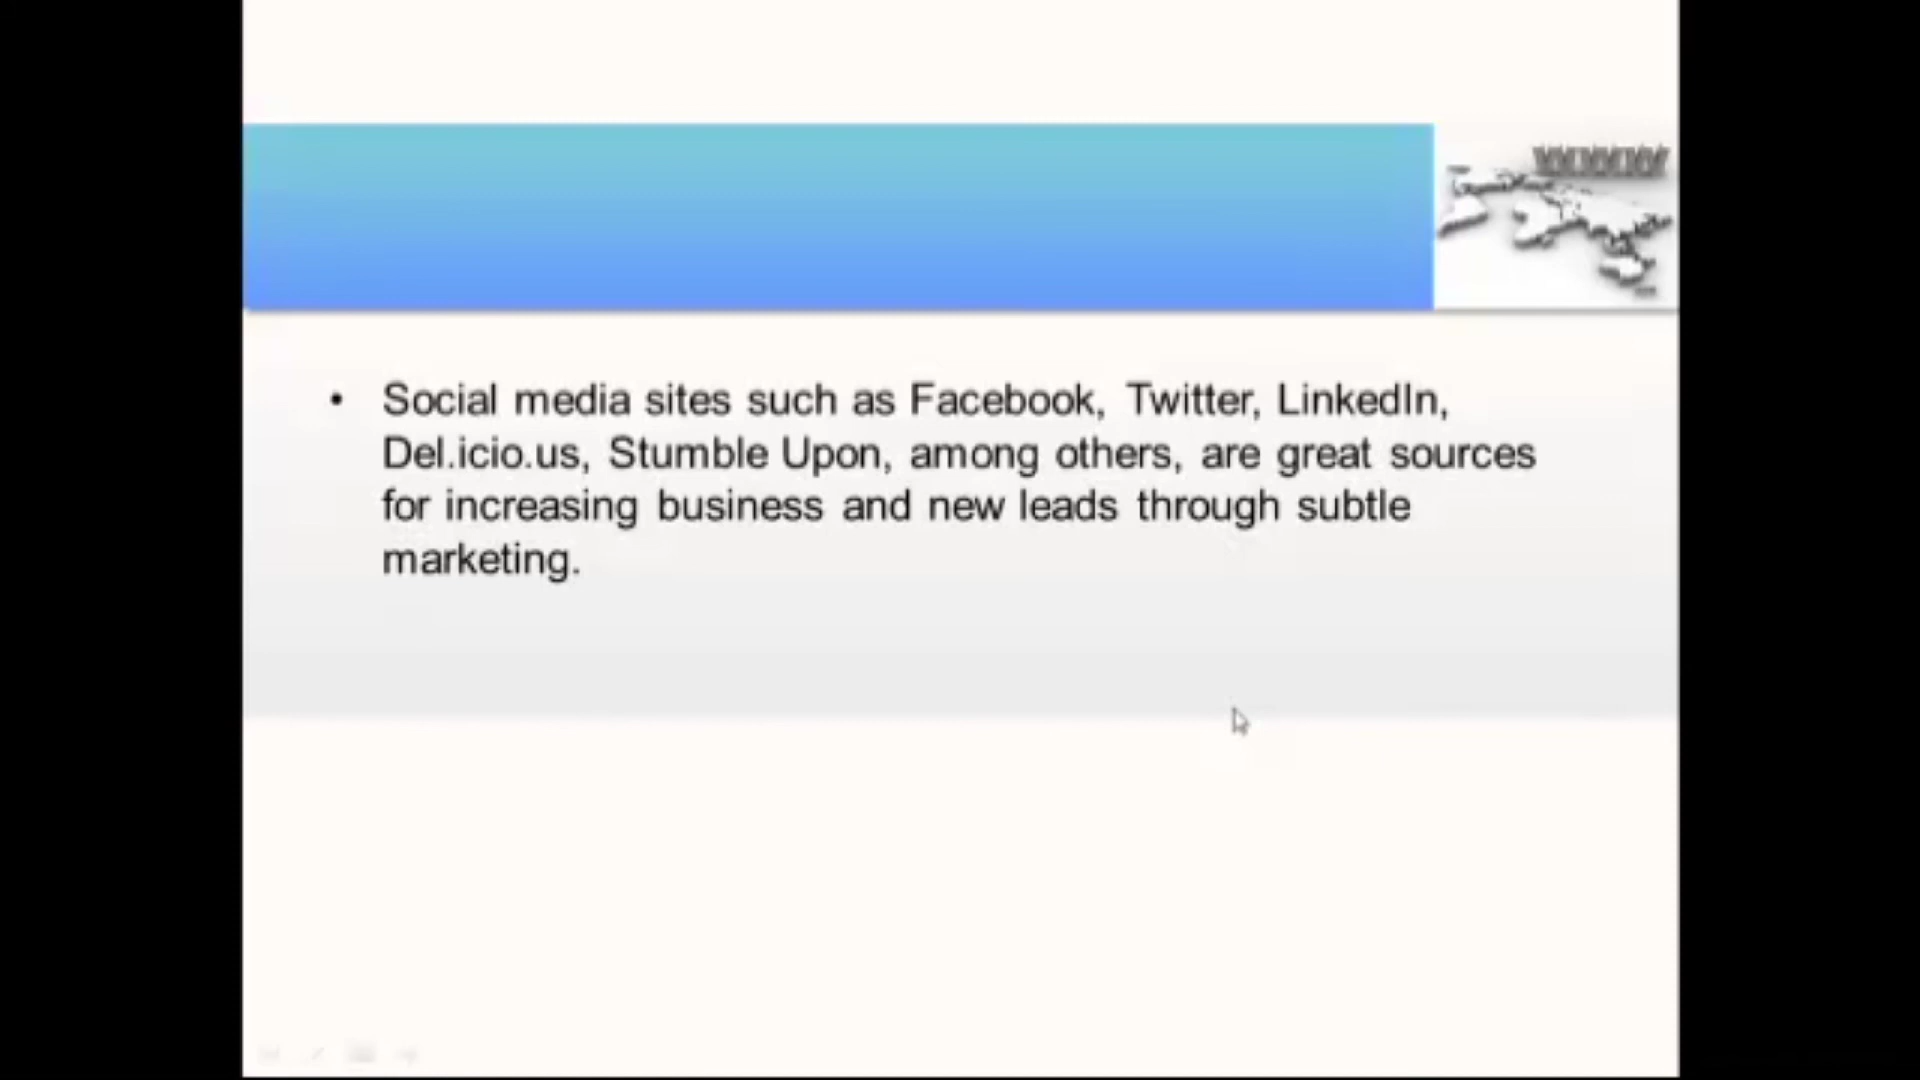 WWW
• Social media sites such as Facebook, Twitter, LinkedIn,
Del.icio.us, Stumble Upon, among others, are great sources
for increasing business and new leads through subtle
marketing.